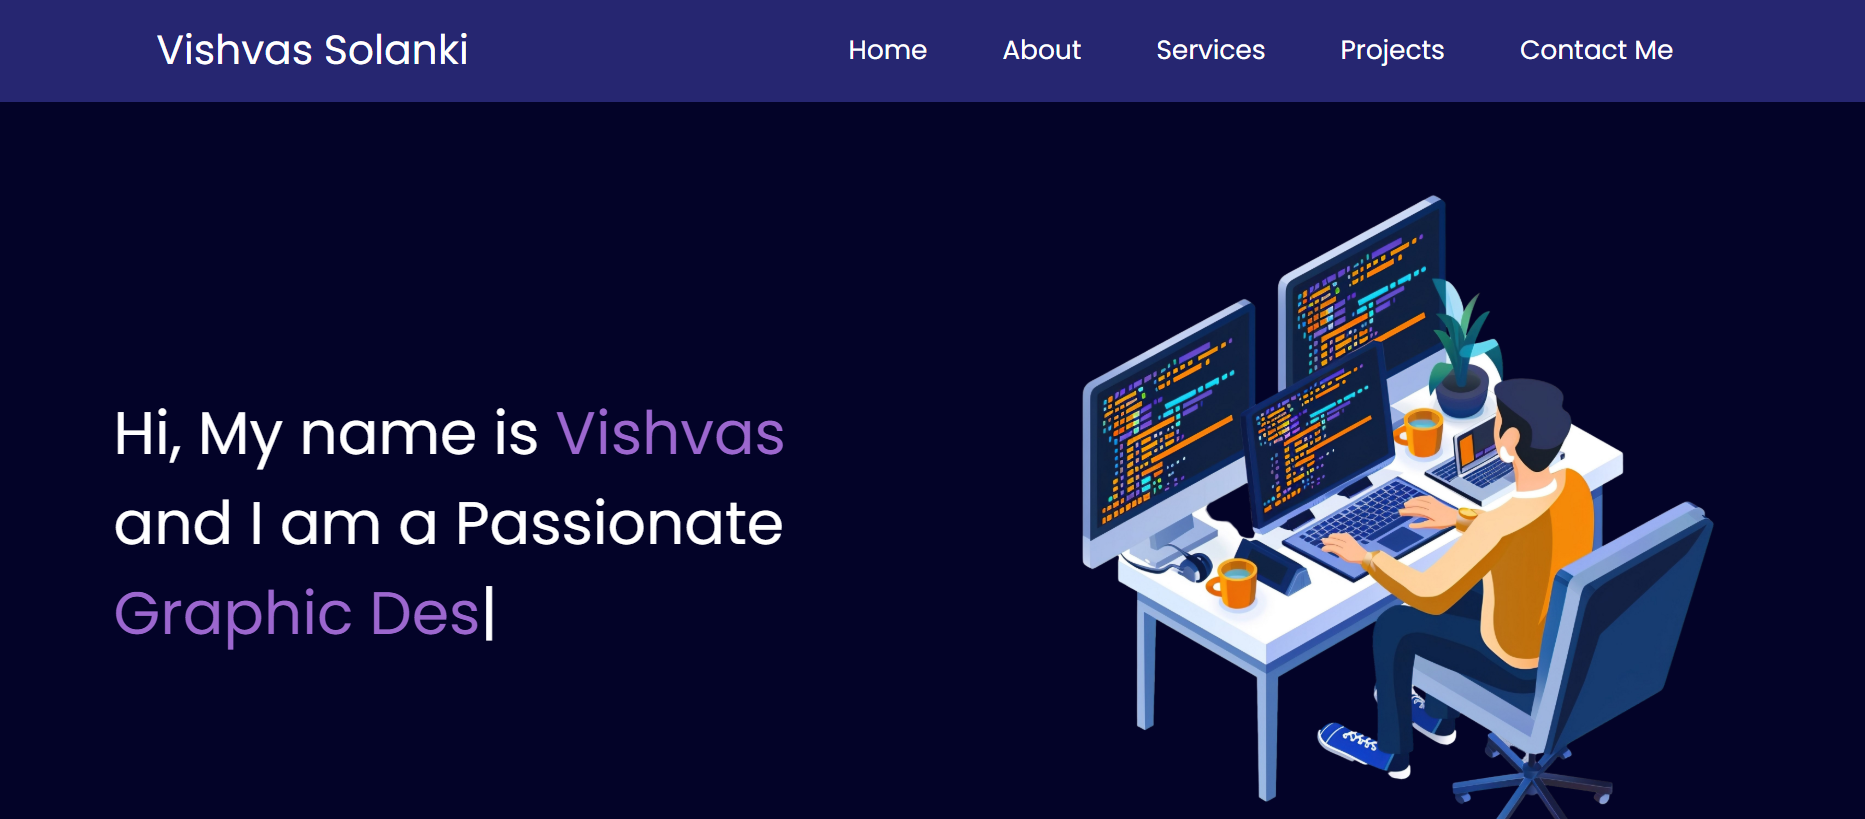 Vishvas Solanki
Home About Services Projects Contact Me
Hi, My name is Vishvas
and I am a Passionate
Graphic Des|